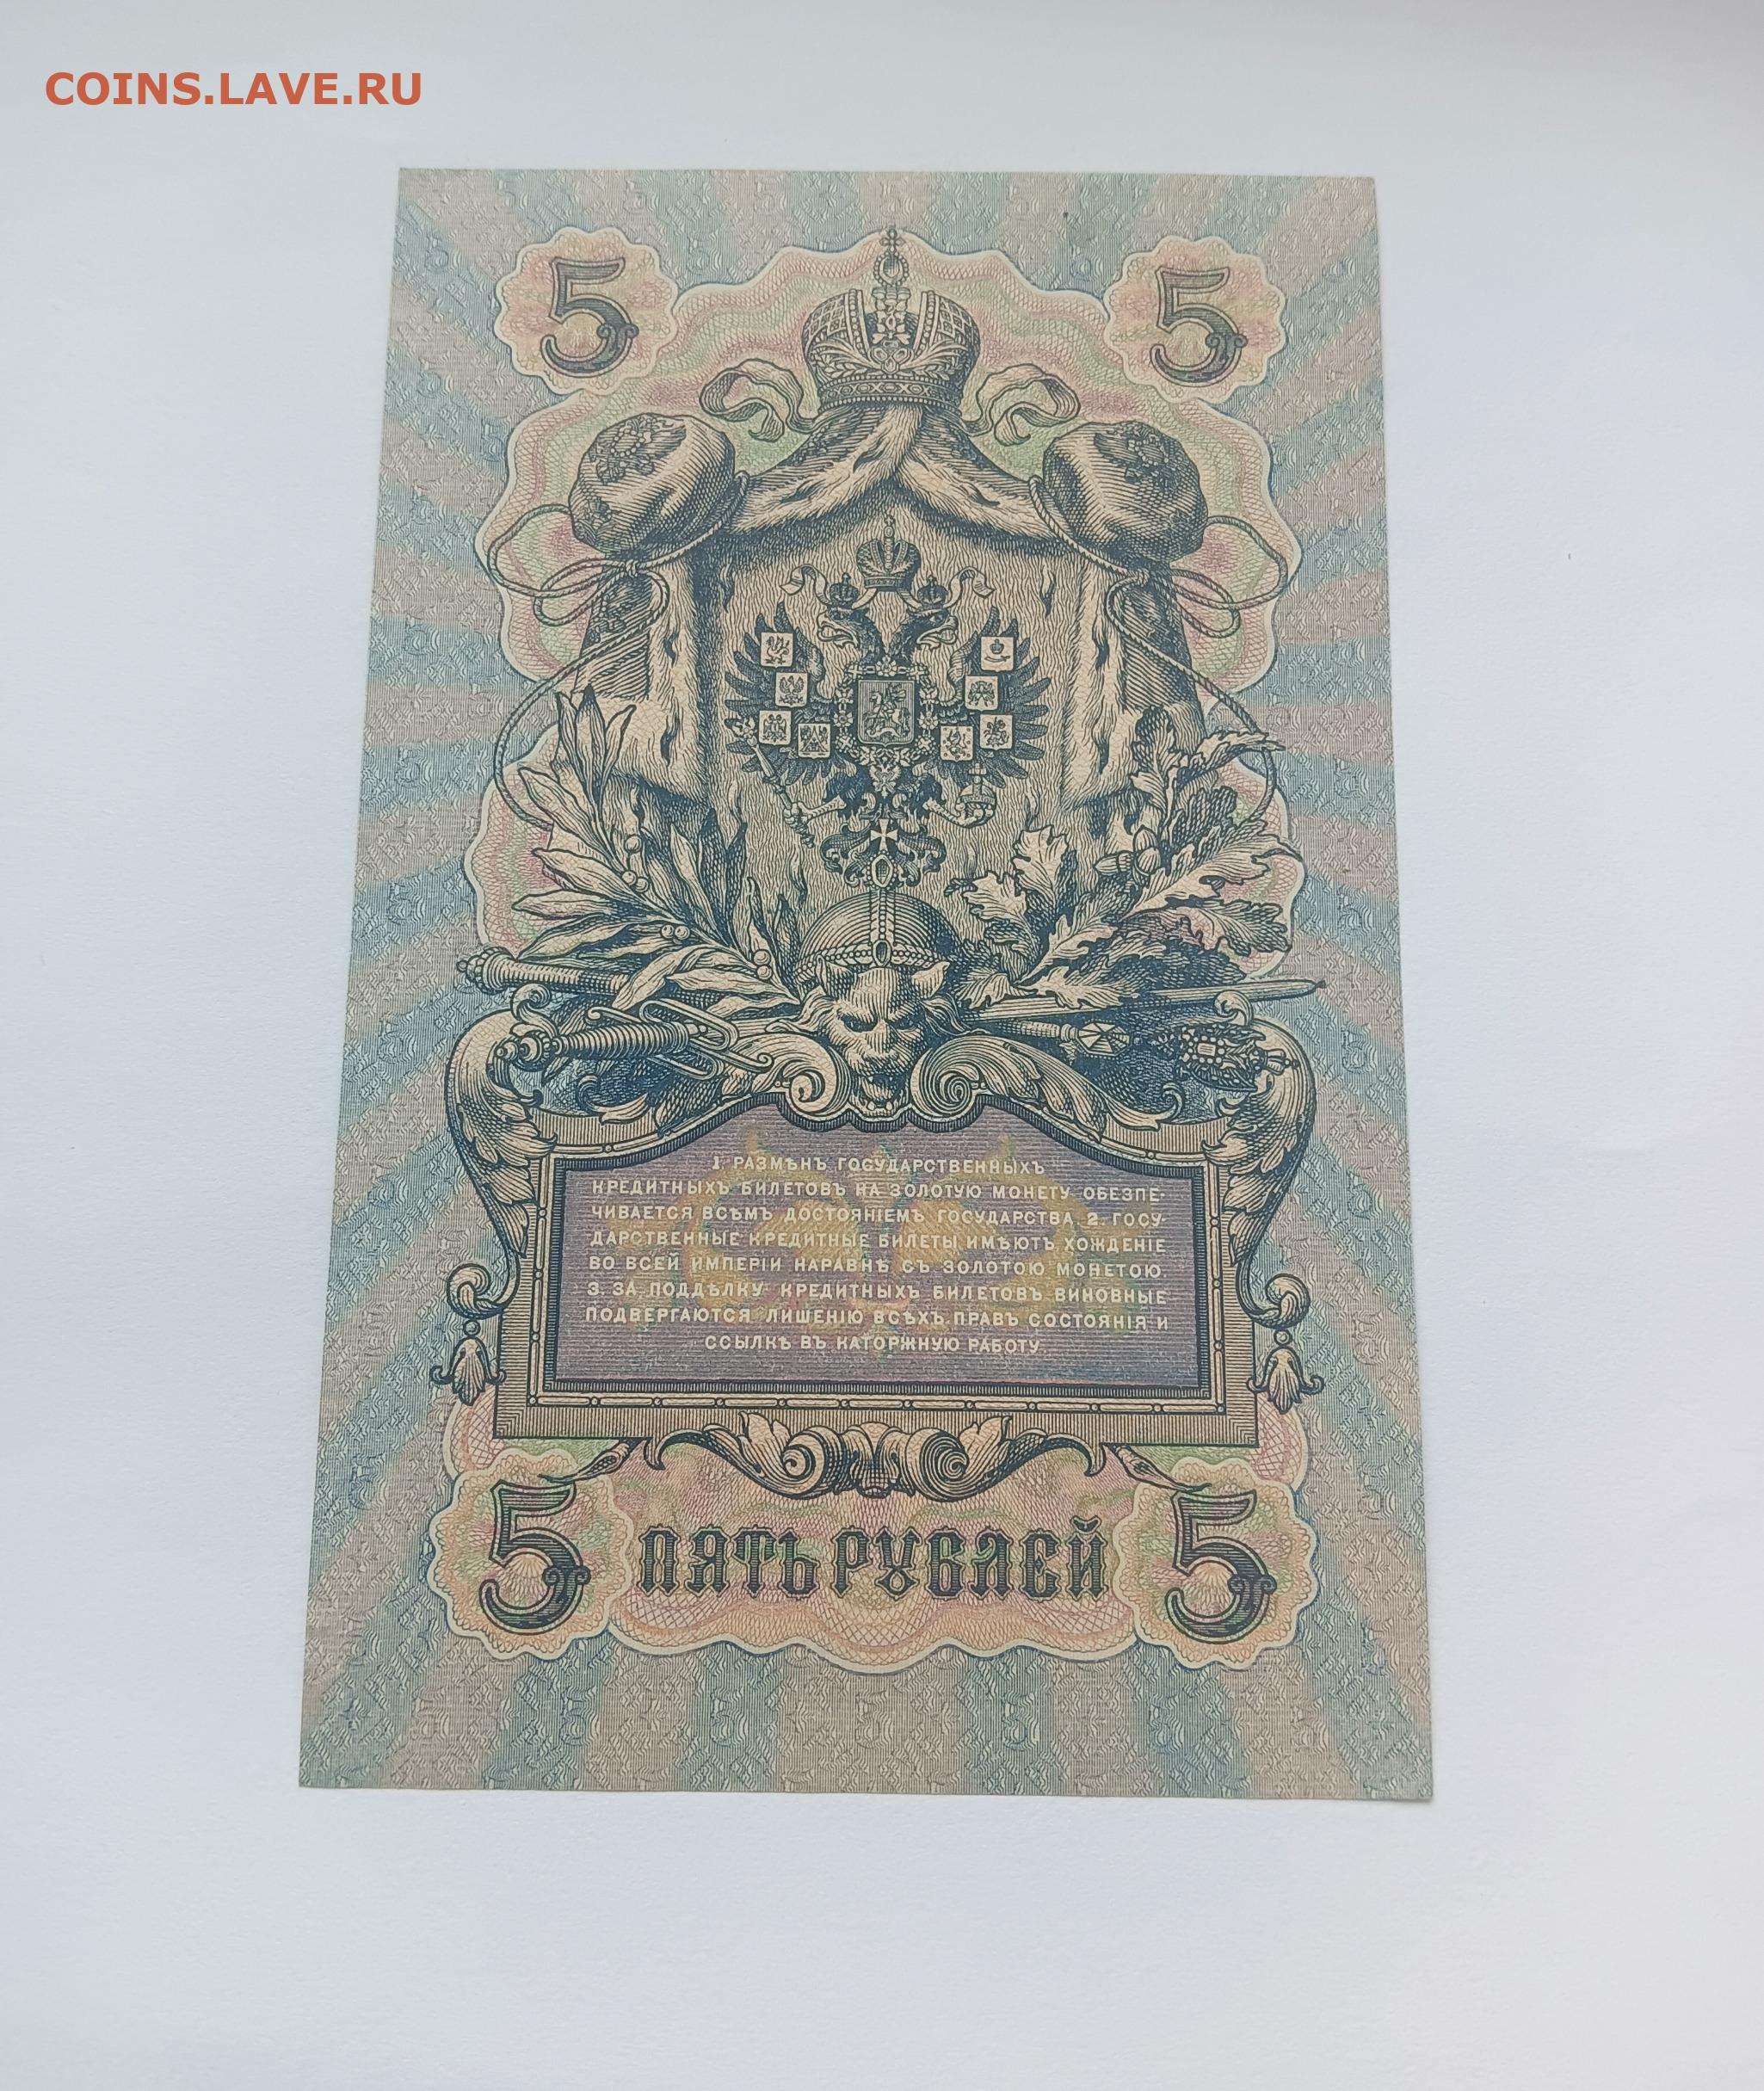 COINS.LAVE.RU
5 5
1. РАЗМѢНЪ ГОСУДАРСТВЕННЫХЪ
КРЕДИТНЫХЪ БИЛЕТОВЪ НА ЗОЛОТУЮ МОНЕТУ ОБЕЗПЕ-
ЧИВАЕТСЯ ВСѢМЪ ДОСТОЯНІЕМЪ ГОСУДАРСТВА. 2. ГОСУ-
ДАРСТВЕННЫЕ КРЕДИТНЫЕ БИЛЕТЫ ИМѢЮТЪ ХОЖДЕНІЕ
ВО ВСЕЙ ИМПЕРІИ НАРАВНѢ СЪ ЗОЛОТОЮ МОНЕТОЮ.
3. ЗА ПОДДѢЛКУ КРЕДИТНЫХЪ БИЛЕТОВЪ ВИНОВНЫЕ
ПОДВЕРГАЮТСЯ ЛИШЕНІЮ ВСѢХЪ ПРАВЪ СОСТОЯНІЯ И
ССЫЛКѢ ВЪ КАТОРЖНУЮ РАБОТУ.
5 ПЯТЬ РУБЛЕЙ 5